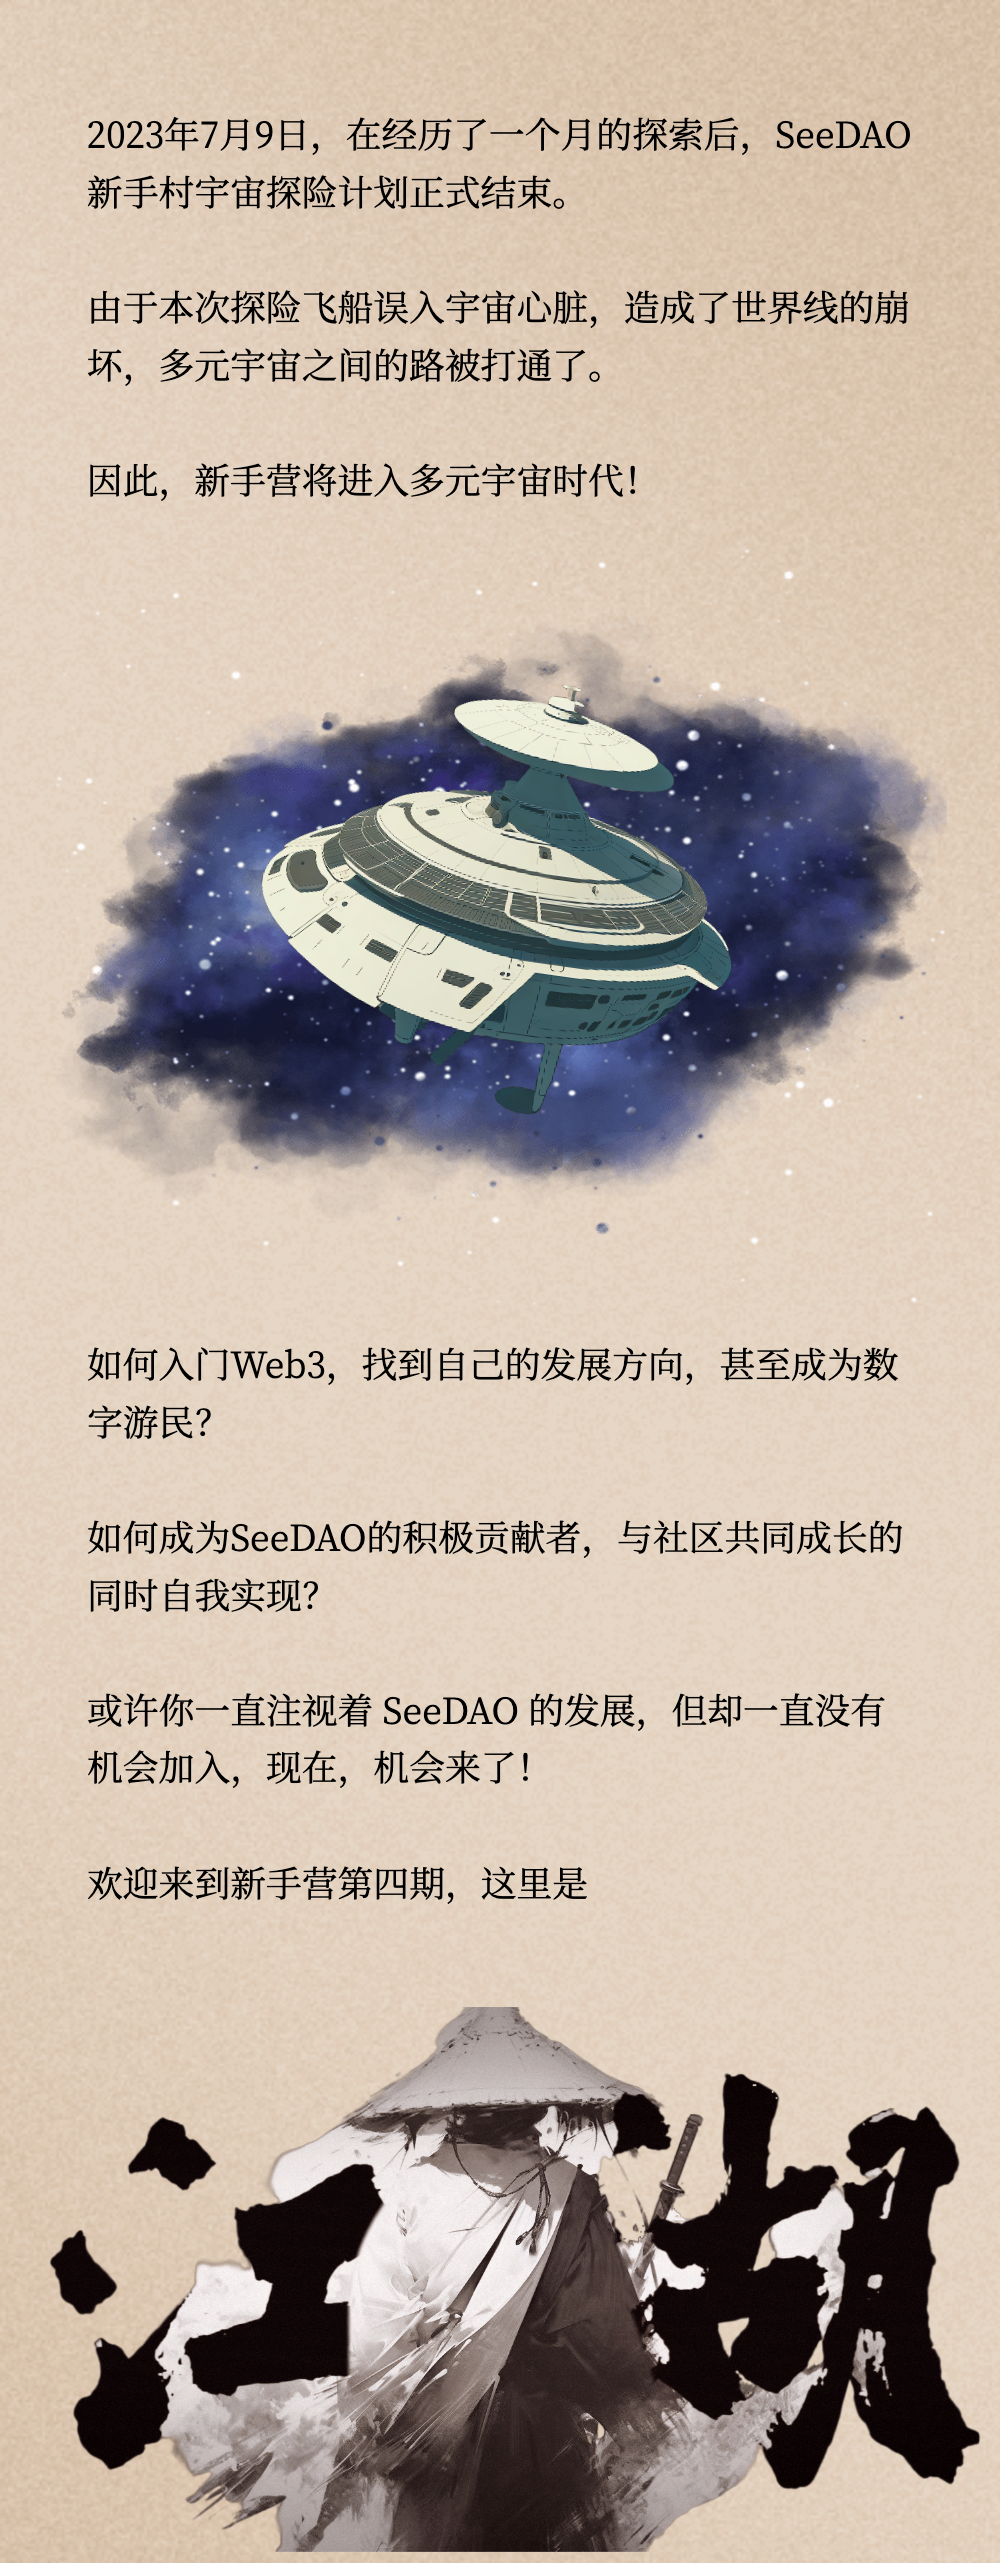 2023年7月9日，在经历了一个月的探索后，SeeDAO
新手村宇宙探险计划正式结束。
由于本次探险飞船误入宇宙心脏，造成了世界线的崩
坏，多元宇宙之间的路被打通了。
因此，新手营将进入多元宇宙时代！
如何入门Web3，找到自己的发展方向，甚至成为数
字游民？
如何成为SeeDAO的积极贡献者，与社区共同成长的
同时自我实现？
或许你一直注视着 SeeDAO 的发展，但却一直没有
机会加入，现在，机会来了！
欢迎来到新手营第四期，这里是
江湖